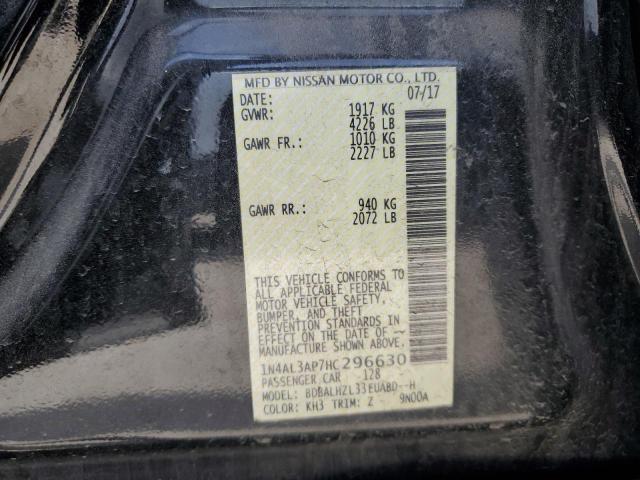 MFD BY NISSAN MOTOR CO., LTD.
DATE: 07/17
GVWR: 1917 KG
4226 LB
GAWR FR.: 1010 KG
2227 LB
GAWR RR.: 940 KG
2072 LB
THIS VEHICLE CONFORMS TO
ALL APPLICABLE FEDERAL
MOTOR VEHICLE SAFETY,
BUMPER, AND THEFT
PREVENTION STANDARDS IN
EFFECT ON THE DATE OF
MANUFACTURE SHOWN ABOVE.
1N4AL3AP7HC296630
PASSENGER CAR 128
MODEL: BDBALHZL33EUABD--H
COLOR: KH3 TRIM: Z 9N00A